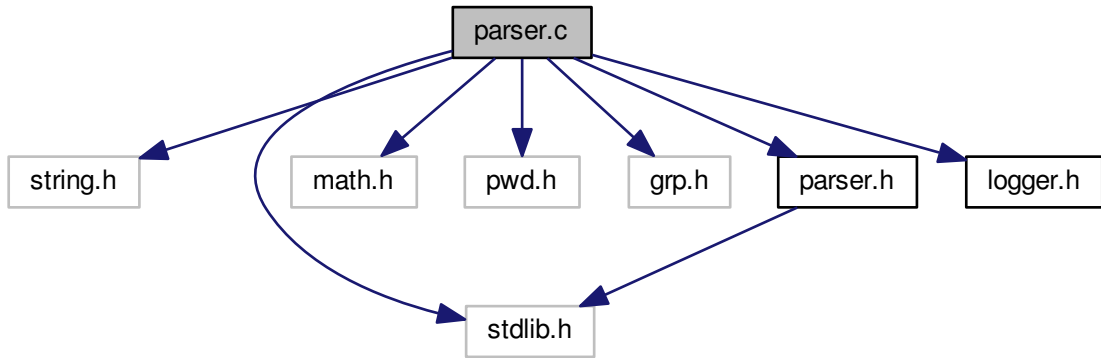 parser.c
string.h
math.h
pwd.h
grp.h
parser.h
logger.h
stdlib.h